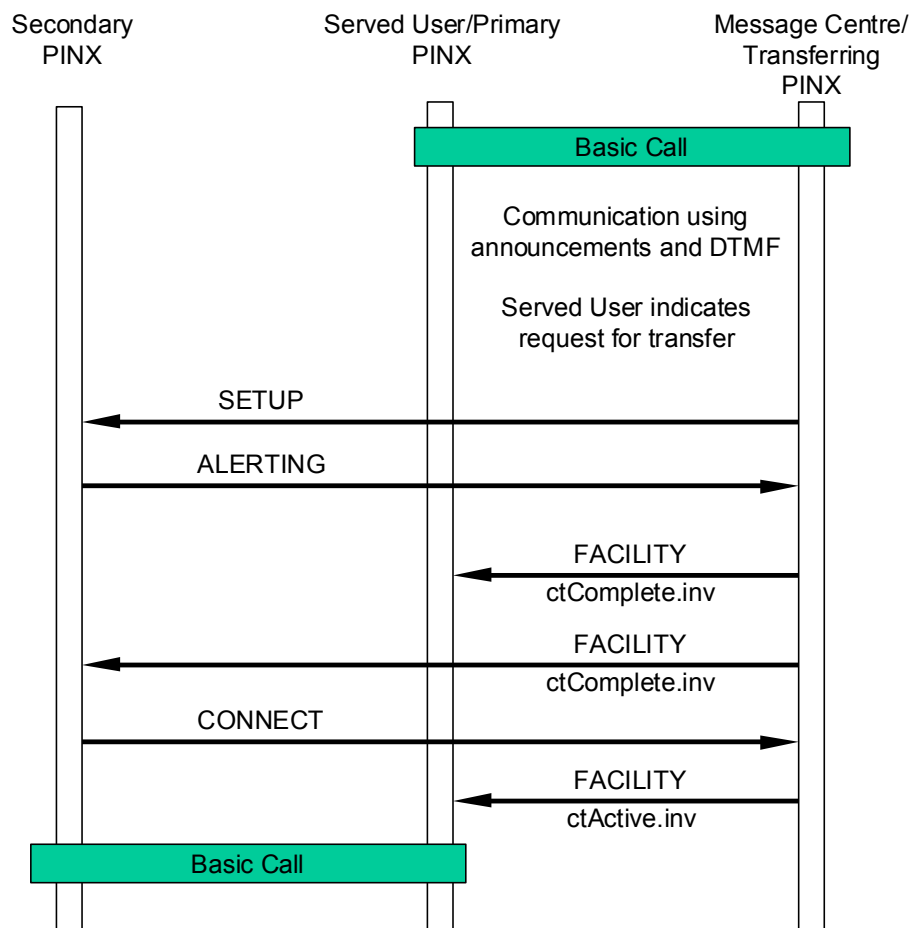 Secondary
PINX
Served User/Primary
PINX
Message Centre/
Transferring
PINX
Basic Call
Communication using
announcements and DTMF
Served User indicates
request for transfer
SETUP
ALERTING
FACILITY
ctComplete.inv
FACILITY
ctComplete.inv
CONNECT
FACILITY
ctActive.inv
Basic Call